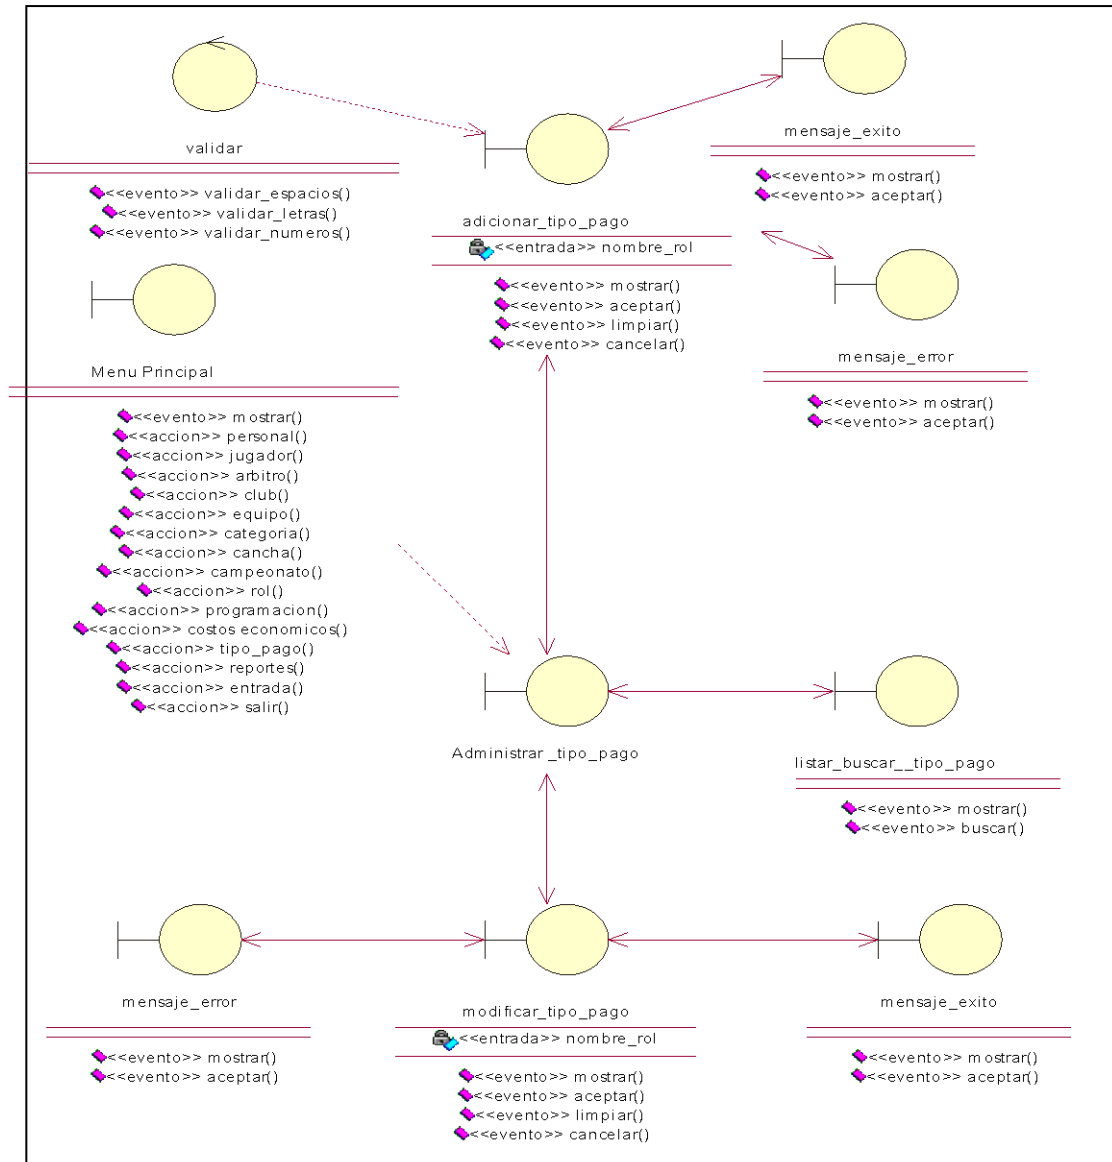 validar
<<evento>> validar_espacios()
<<evento>> validar_letras()
<<evento>> validar_numeros()
adicionar_tipo_pago
<<entrada>> nombre_rol
<<evento>> mostrar()
<<evento>> aceptar()
<<evento>> limpiar()
<<evento>> cancelar()
mensaje_exito
<<evento>> mostrar()
<<evento>> aceptar()
mensaje_error
<<evento>> mostrar()
<<evento>> aceptar()
Menu Principal
<<evento>> mostrar()
<<accion>> personal()
<<accion>> jugador()
<<accion>> arbitro()
<<accion>> club()
<<accion>> equipo()
<<accion>> categoria()
<<accion>> cancha()
<<accion>> campeonato()
<<accion>> rol()
<<accion>> programacion()
<<accion>> costos economicos()
<<accion>> tipo_pago()
<<accion>> reportes()
<<accion>> entrada()
<<accion>> salir()
Administrar _tipo_pago
listar_buscar__tipo_pago
<<evento>> mostrar()
<<evento>> buscar()
mensaje_error
<<evento>> mostrar()
<<evento>> aceptar()
modificar_tipo_pago
<<entrada>> nombre_rol
<<evento>> mostrar()
<<evento>> aceptar()
<<evento>> limpiar()
<<evento>> cancelar()
mensaje_exito
<<evento>> mostrar()
<<evento>> aceptar()